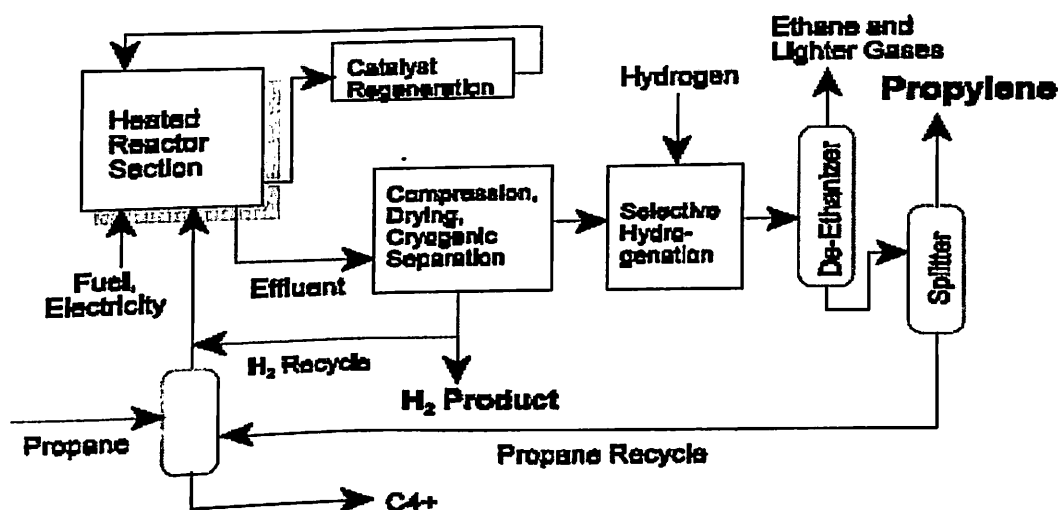 Ethane and
Lighter Gases
Catalyst
Regeneration
Hydrogen
Propylene
Heated
Reactor
Section
Compression,
Drying,
Cryogenic
Separation
Selective
Hydro-
genation
De-Ethanizer
Splitter
Fuel,
Electricity
Effluent
H₂ Recycle
H₂ Product
Propane
Propane Recycle
C4+